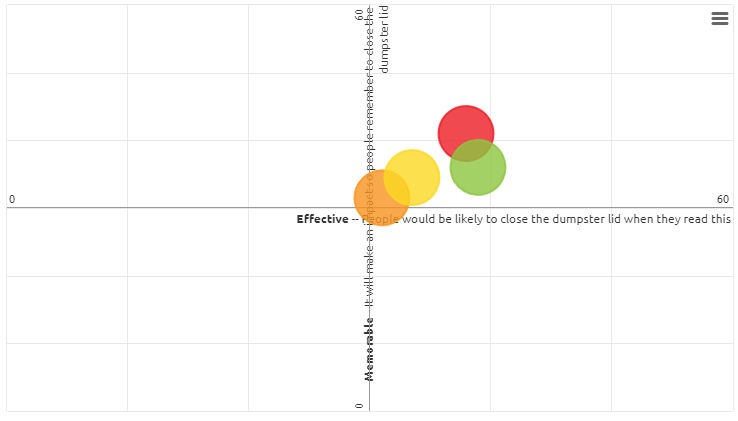 60
Memorable -- It will make an impact so people remember to close the
dumpster lid
0
60
Effective -- People would be likely to close the dumpster lid when they read this
0